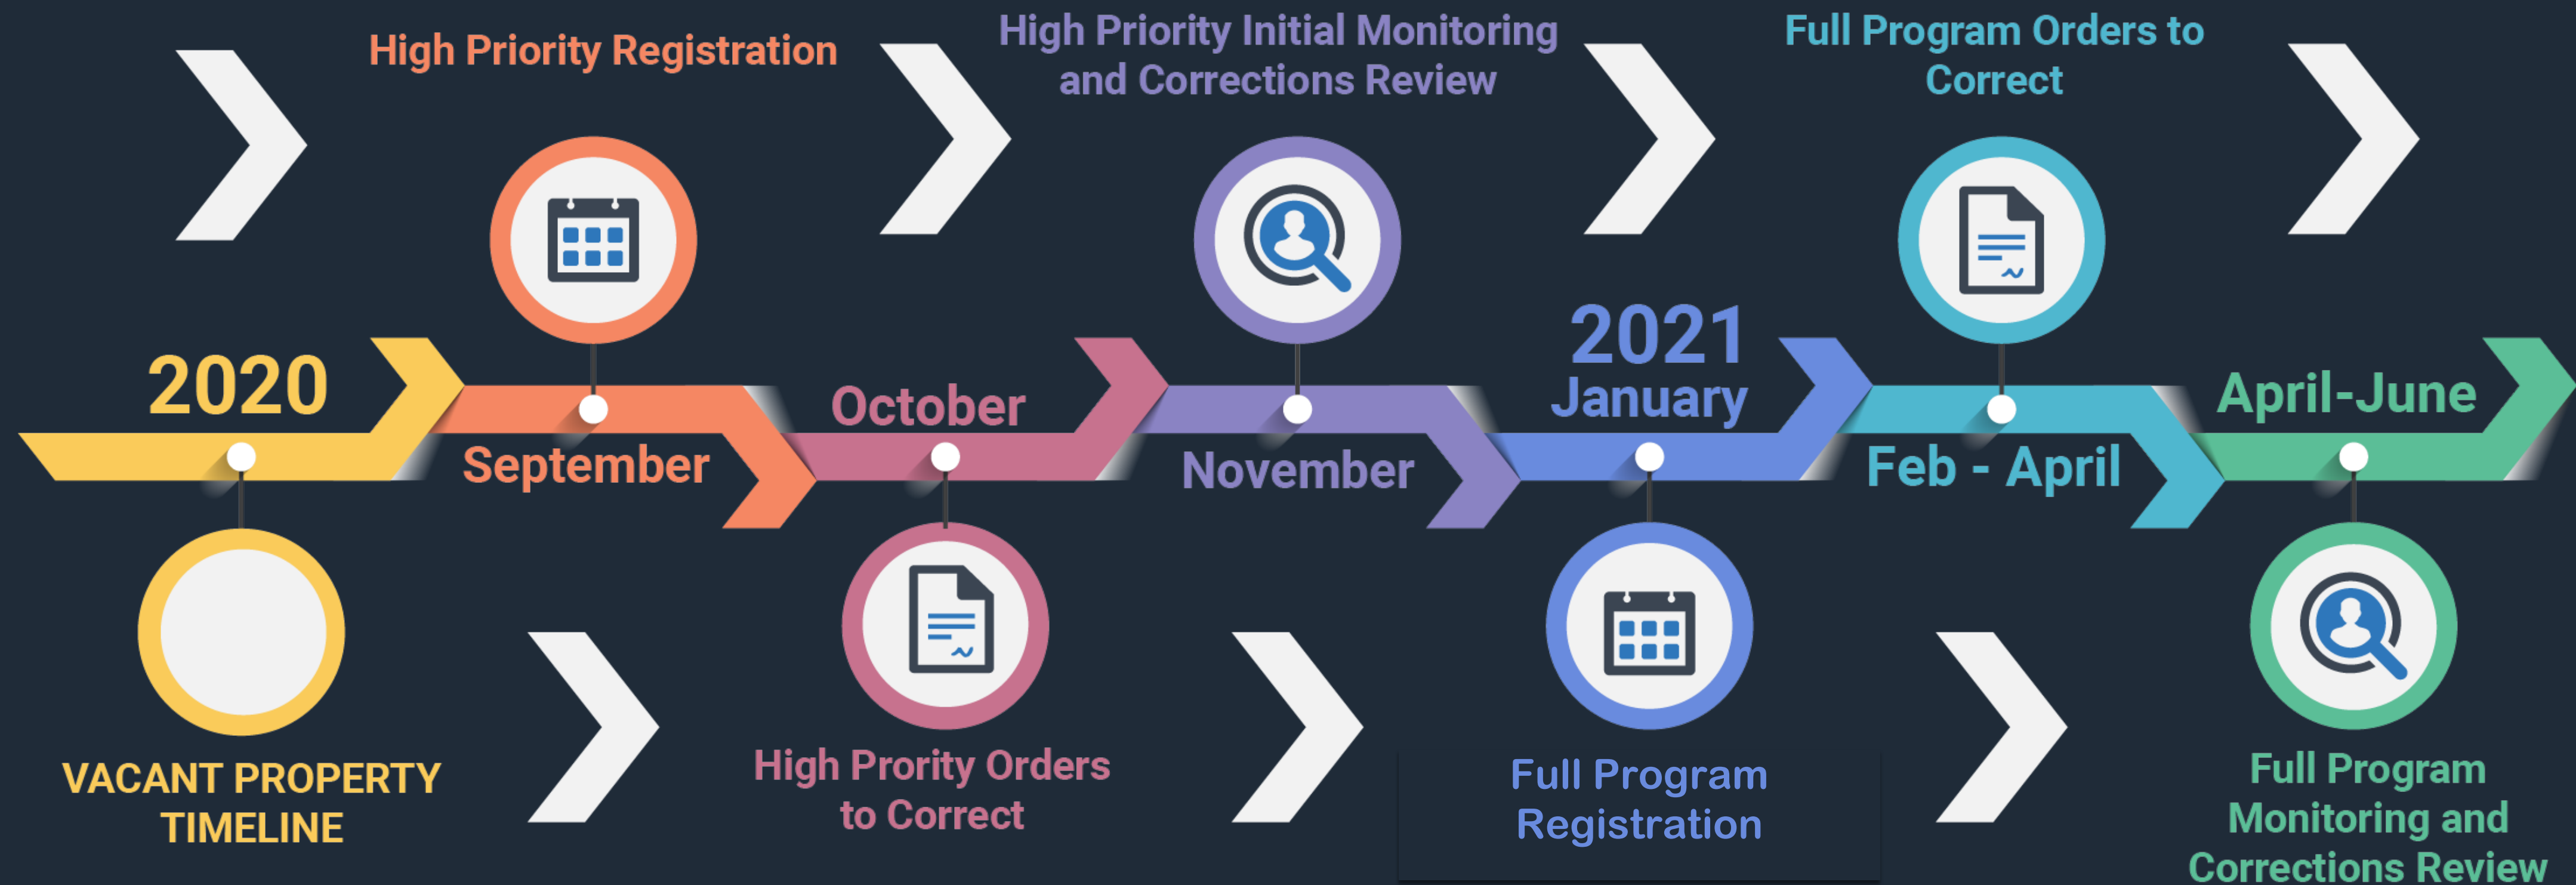 2020
VACANT PROPERTY
TIMELINE
High Priority Registration
September
October
High Prority Orders
to Correct
High Priority Initial Monitoring
and Corrections Review
November
2021
January
Full Program
Registration
Full Program Orders to
Correct
Feb - April
April-June
Full Program
Monitoring and
Corrections Review